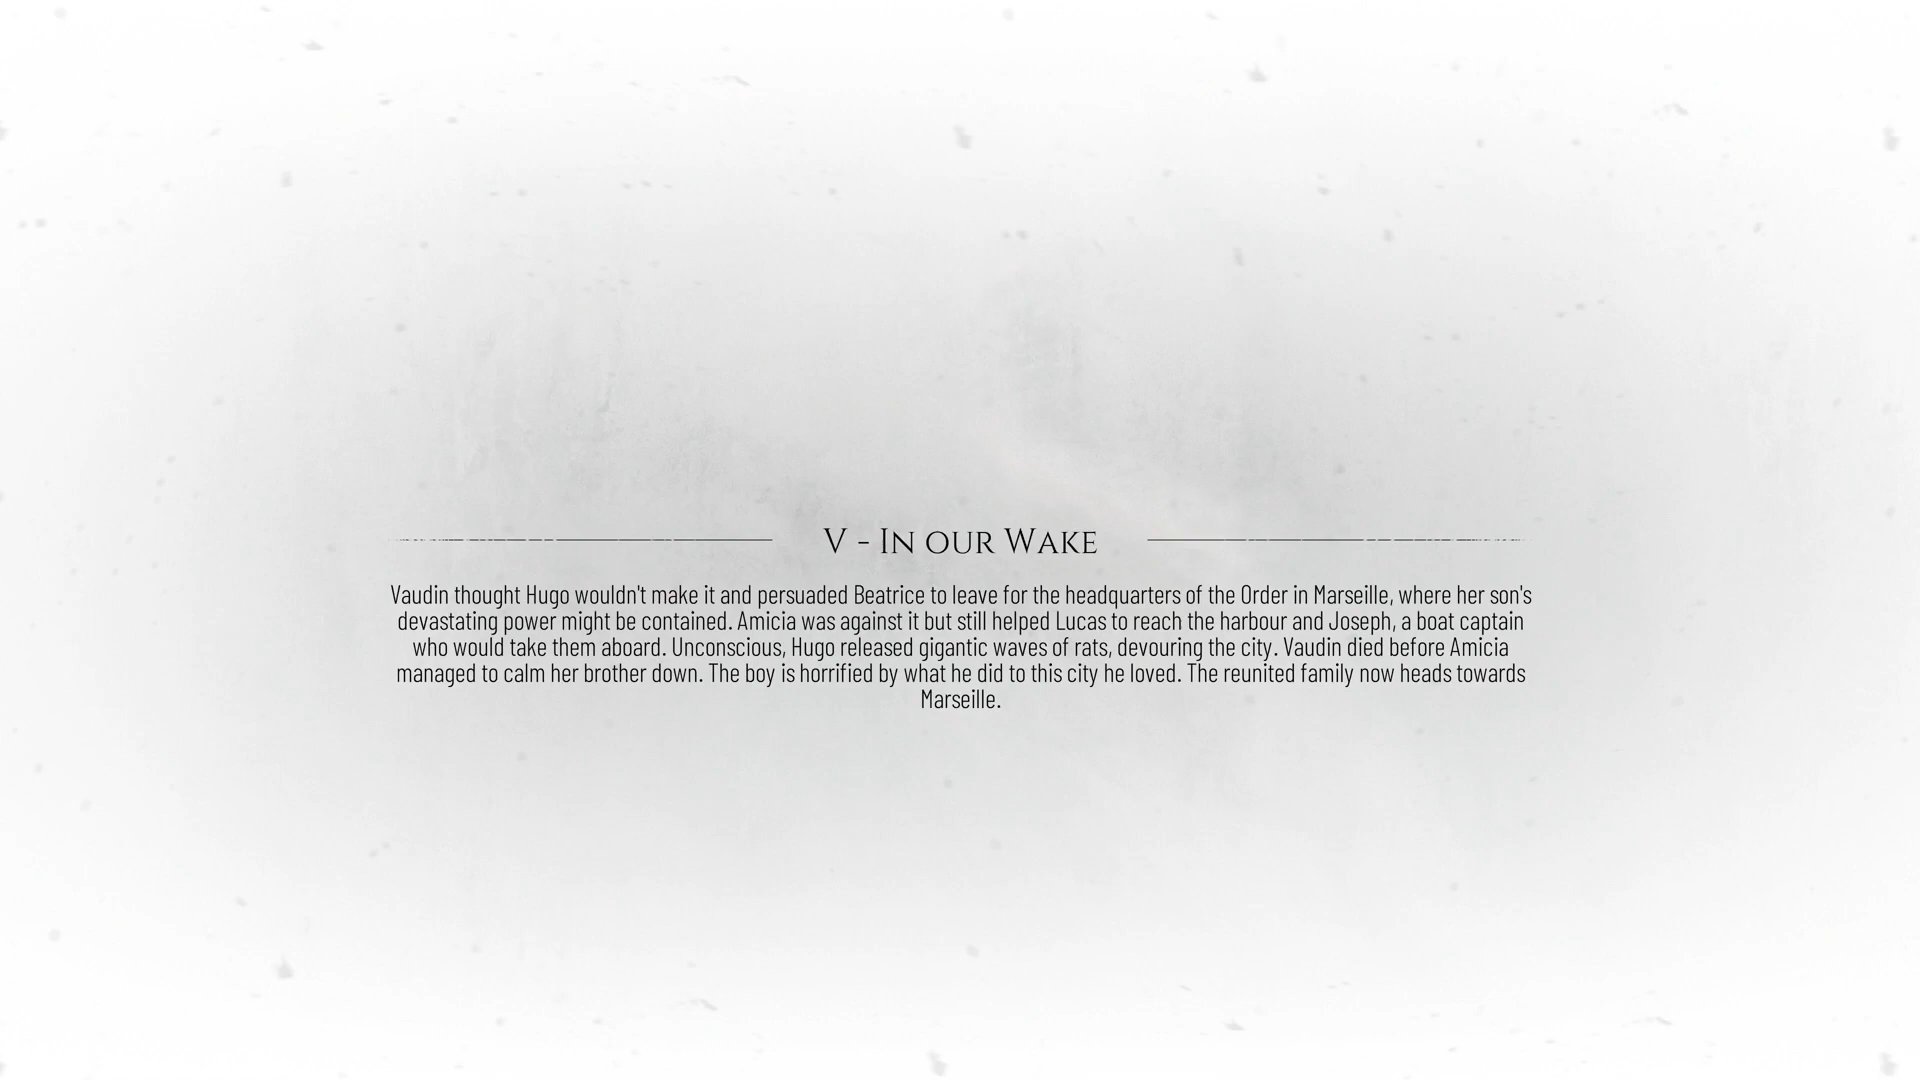 V - In our Wake
Vaudin thought Hugo wouldn't make it and persuaded Beatrice to leave for the headquarters of the Order in Marseille, where her son's
devastating power might be contained. Amicia was against it but still helped Lucas to reach the harbour and Joseph, a boat captain
who would take them aboard. Unconscious, Hugo released gigantic waves of rats, devouring the city. Vaudin died before Amicia
managed to calm her brother down. The boy is horrified by what he did to this city he loved. The reunited family now heads towards
Marseille.